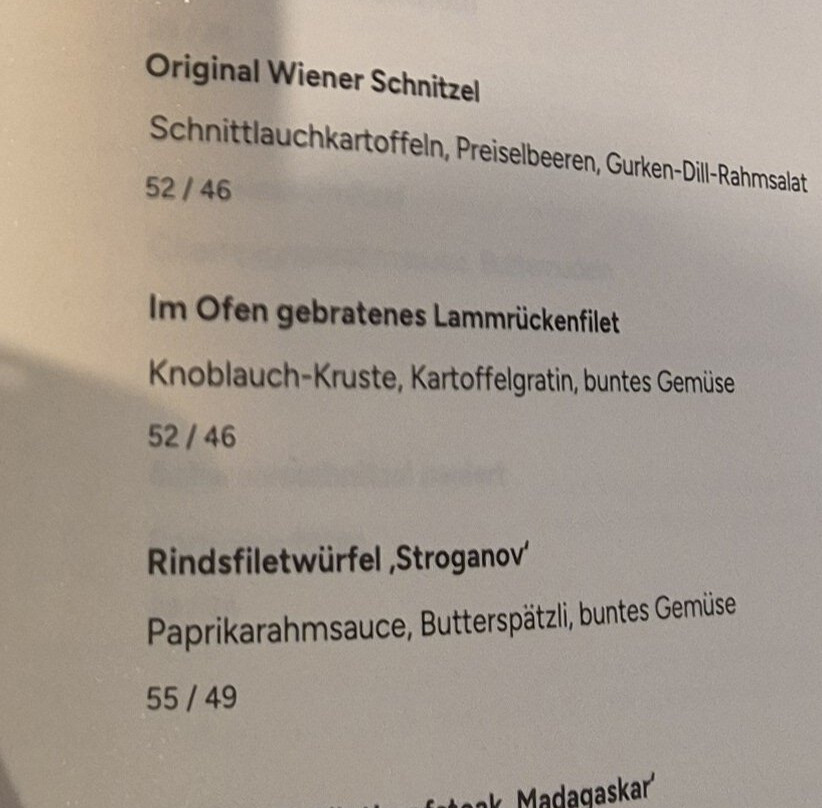 Original Wiener Schnitzel
Schnittlauchkartoffeln, Preiselbeeren, Gurken-Dill-Rahmsalat
52 / 46
Im Ofen gebratenes Lammrückenfilet
Knoblauch-Kruste, Kartoffelgratin, buntes Gemüse
52 / 46
Rindsfiletwürfel ‚Stroganov‘
Paprikarahmsauce, Butterspätzli, buntes Gemüse
55 / 49
Madagaskar‘